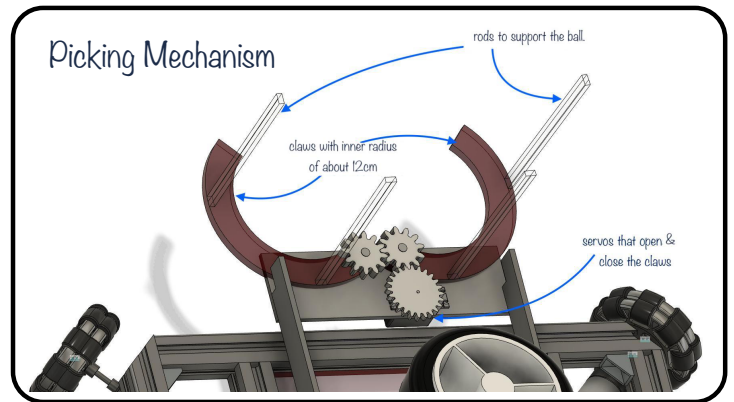 Picking Mechanism
rods to support the ball.
claws with inner radius
of about 12cm
servos that open &
close the claws